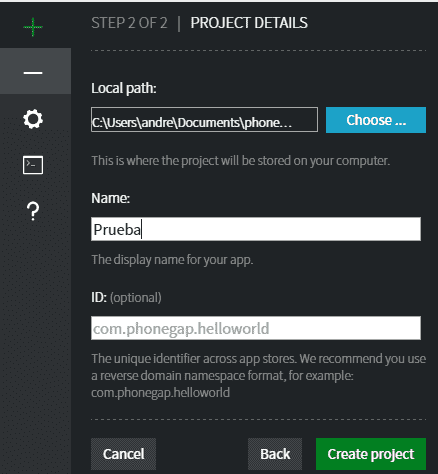 STEP 2 OF 2 | PROJECT DETAILS
Local path:
C:\Users\andre\Documents\phone...
Choose ...
This is where the project will be stored on your computer.
Name:
Prueba
The display name for your app.
ID: (optional)
com.phonegap.helloworld
The unique identifier across app stores. We recommend you use
a reverse domain namespace format, for example:
com.phonegap.helloworld
Cancel
Back
Create project